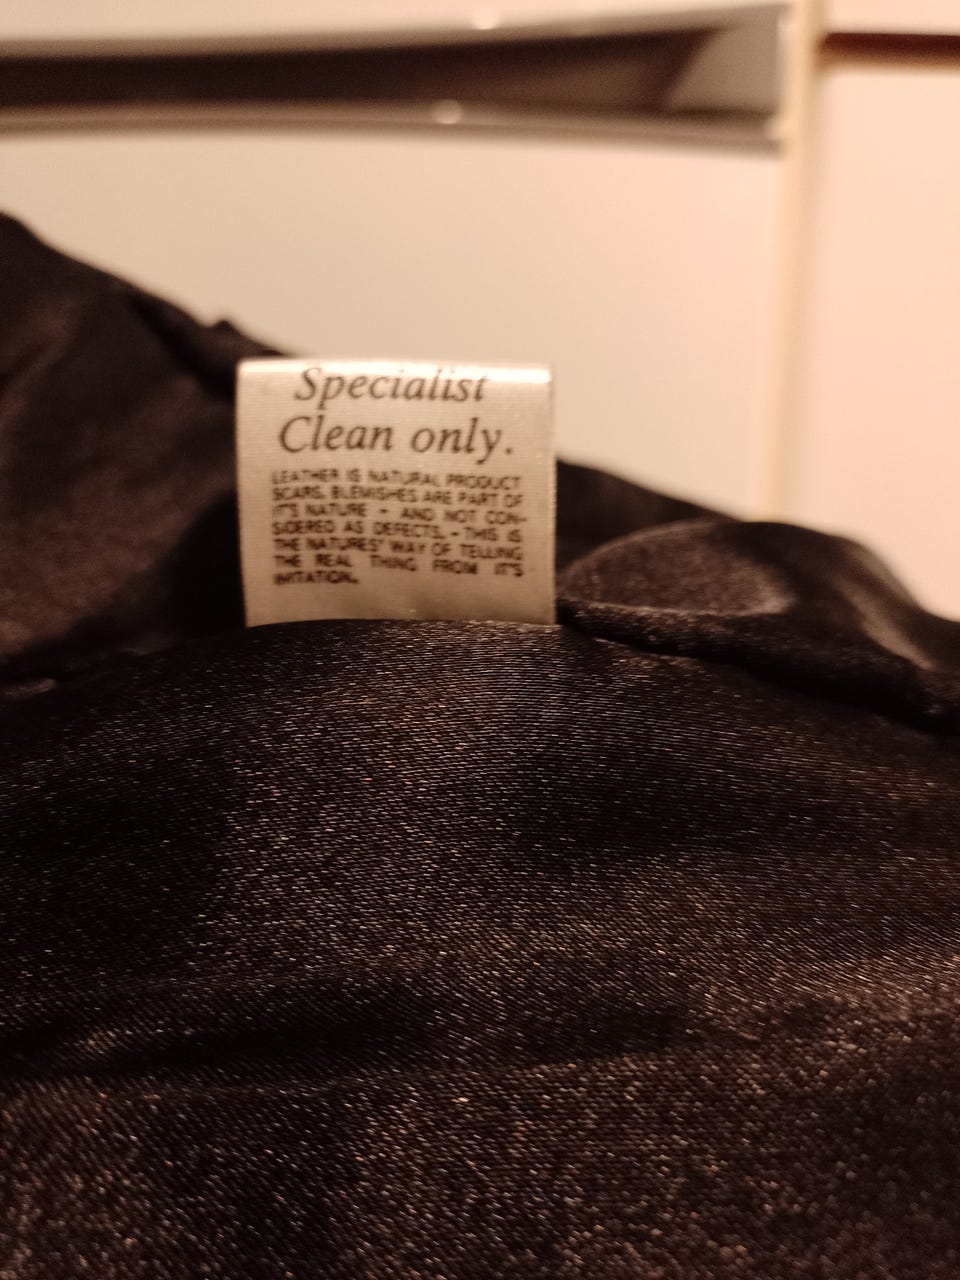 Specialist
Clean only.
LEATHER IS NATURAL PRODUCT
SCARS, BLEMISHES ARE PART OF
IT'S NATURE - AND NOT CON-
SIDERED AS DEFECTS, - THIS IS
THE NATURES' WAY OF TELLING
THE REAL THING FROM IT'S
IMITATION.